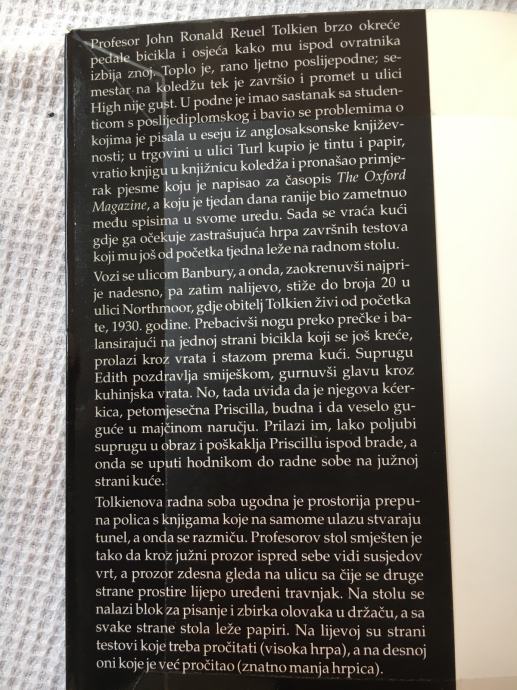 Profesor John Ronald Reuel Tolkien brzo okreće
pedale bicikla i osjeća kako mu ispod ovratnika
izbija znoj. Toplo je, rano ljetno poslijepodne; se-
mestar na koledžu tek je završio i promet u ulici
High nije gust. U podne je imao sastanak sa studen-
ticom s poslijediplomskog i bavio se problemima o
kojima je pisala u eseju iz anglosaksonske književ-
nosti; u trgovini u ulici Turl kupio je tintu i papir,
vratio knjigu u knjižnicu koledža i pronašao primje-
rak pjesme koju je napisao za časopis The Oxford
Magazine, a koju je tjedan dana ranije bio zametnuo
među spisima u svome uredu. Sada se vraća kući
gdje ga očekuje zastrašujuća hrpa završnih testova
koji mu još od početka tjedna leže na radnom stolu.
Vozi se ulicom Banbury, a onda, zaokrenuvši najpri-
je nadesno, pa zatim nalijevo, stiže do broja 20 u
ulici Northmoor, gdje obitelj Tolkien živi od početka
te, 1930. godine. Prebacivši nogu preko prečke i ba-
lansirajući na jednoj strani bicikla koji se još kreće,
prolazi kroz vrata i stazom prema kući. Suprugu
Edith pozdravlja smiješkom, gurnuvši glavu kroz
kuhinjska vrata. No, tada uviđa da je njegova kćer-
kica, petomjesečna Priscilla, budna i da veselo gu-
guće u majčinom naručju. Prilazi im, lako poljubi
suprugu u obraz i poškaklja Priscillu ispod brade, a
onda se uputi hodnikom do radne sobe na južnoj
strani kuće.
Tolkienova radna soba ugodna je prostorija prepu-
na polica s knjigama koje na samome ulazu stvaraju
tunel, a onda se razmiču. Profesorov stol smješten je
tako da kroz južni prozor ispred sebe vidi susjedov
vrt, a prozor zdesna gleda na ulicu sa čije se druge
strane prostire lijepo uređeni travnjak. Na stolu se
nalazi blok za pisanje i zbirka olovaka u držaču, a sa
svake strane stola leže papiri. Na lijevoj su strani
testovi koje treba pročitati (visoka hrpa), a na desnoj
oni koje je već pročitao (znatno manja hrpica).